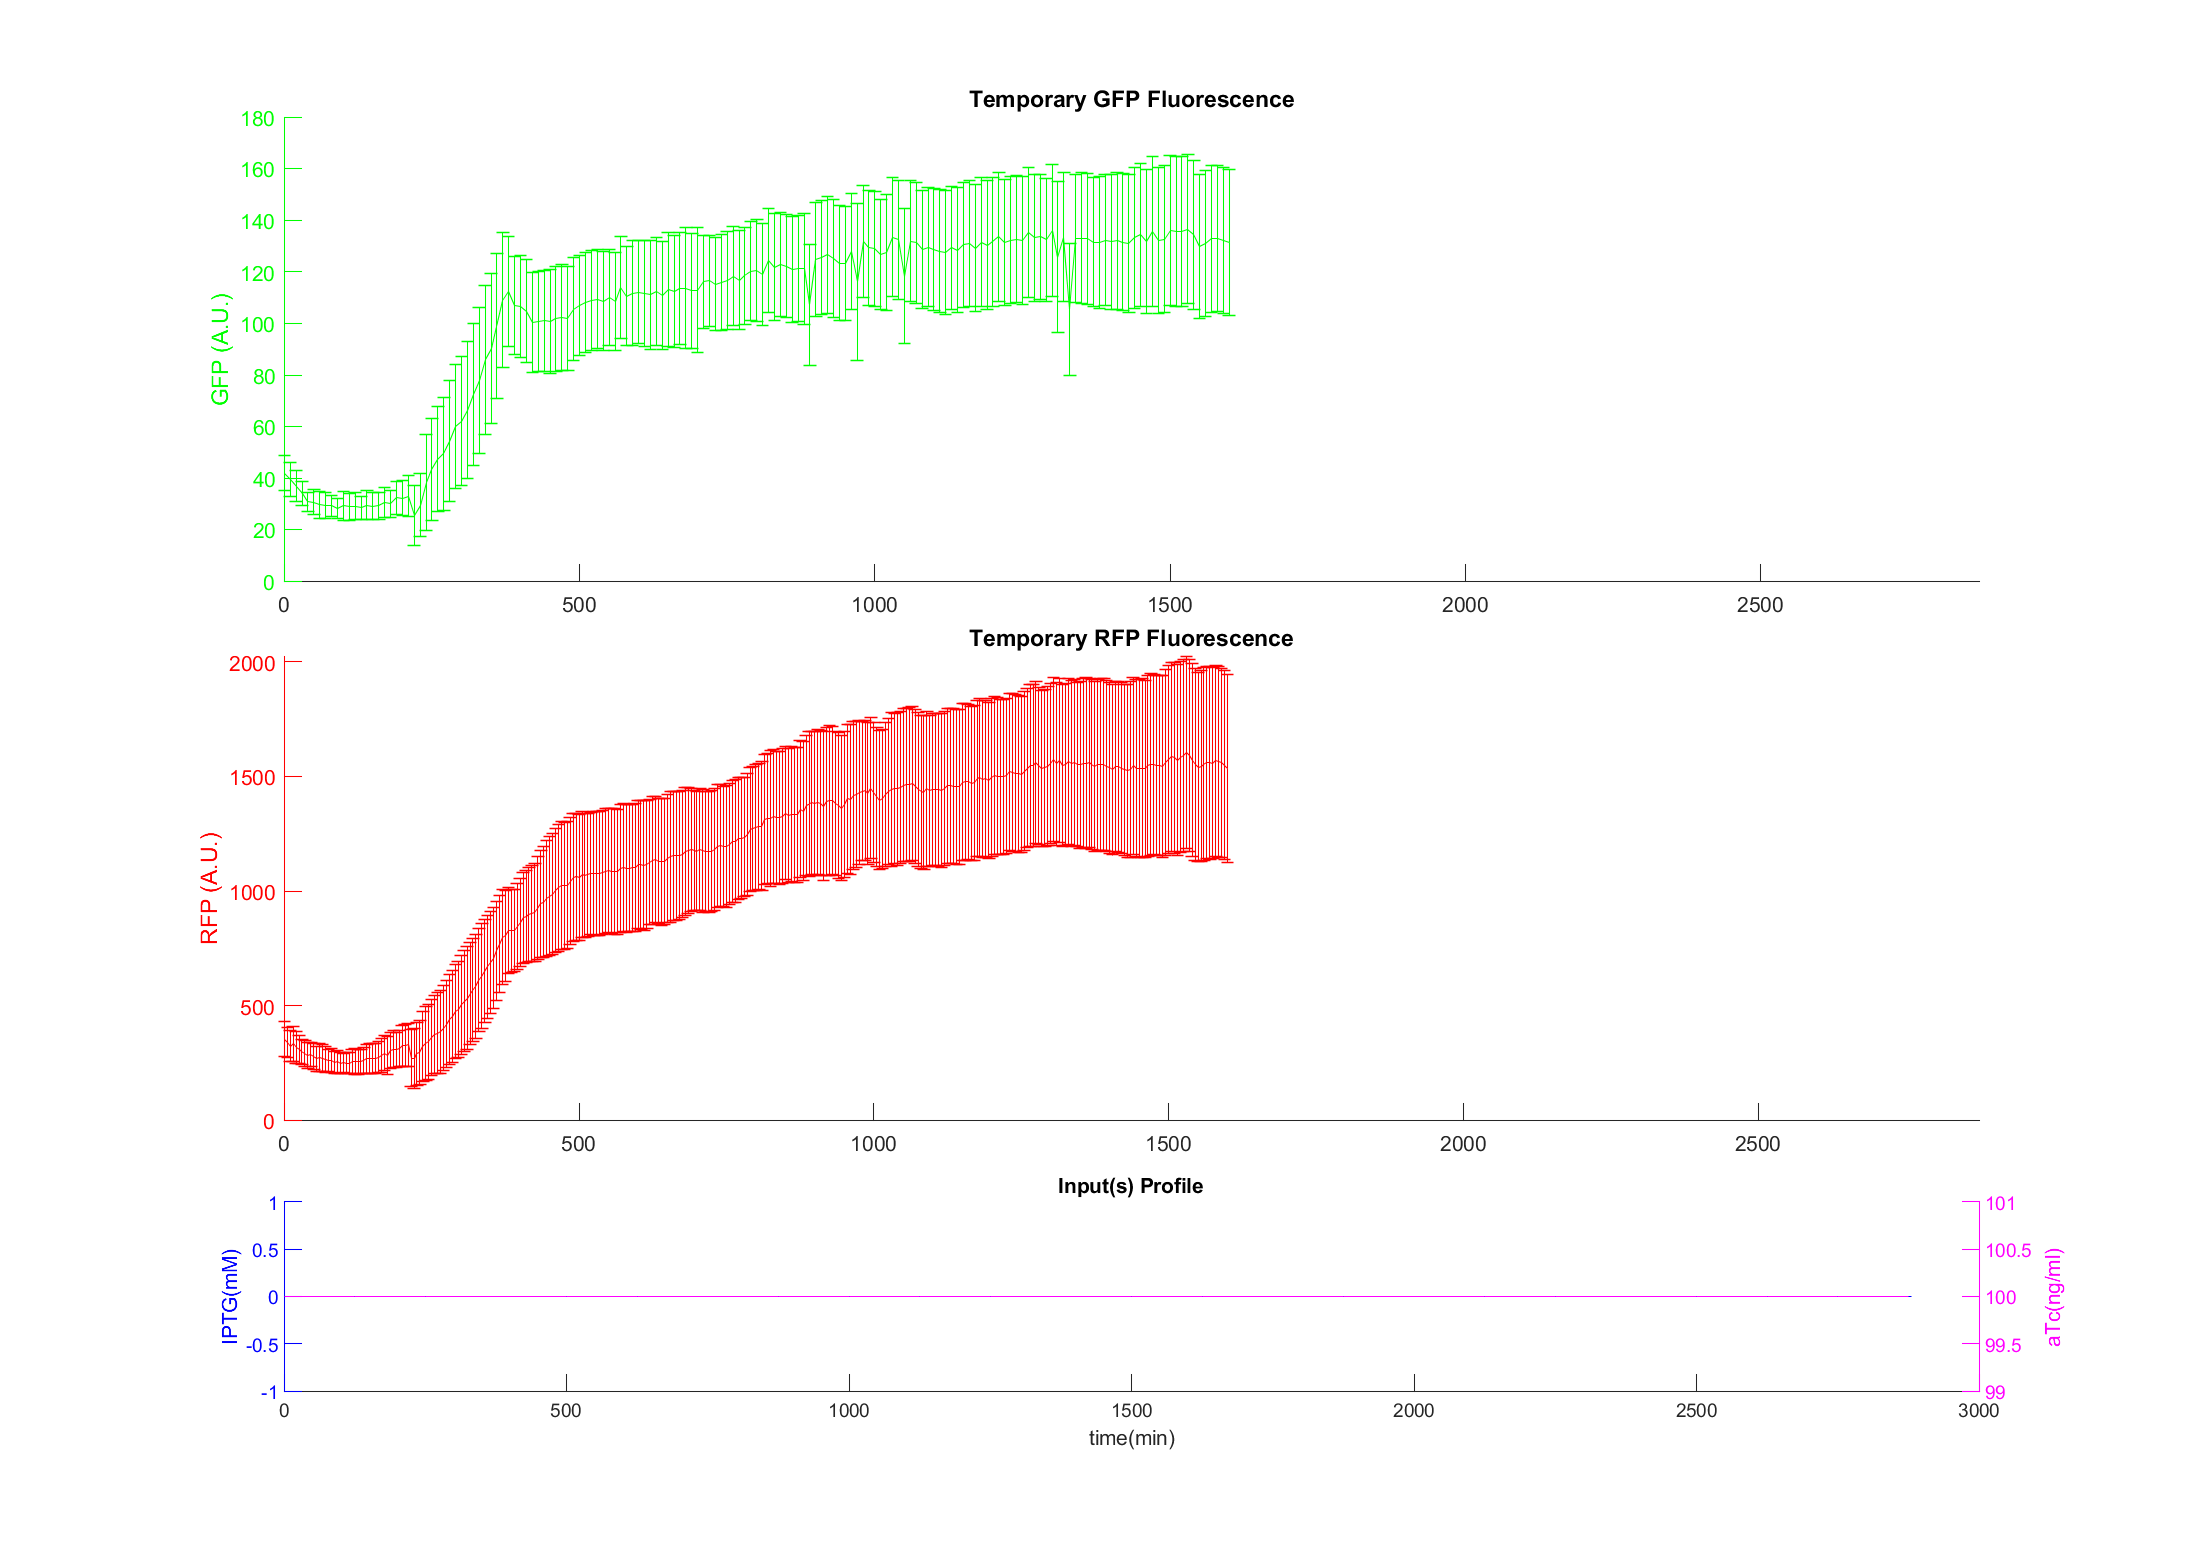 Temporary GFP Fluorescence
180
160
140
120
100
80
60
40
20
0
GFP (A.U.)
0 500 1000 1500 2000 2500
Temporary RFP Fluorescence
2000
1500
1000
500
0
RFP (A.U.)
0 500 1000 1500 2000 2500
Input(s) Profile
1 101
0.5 100.5
0 100
-0.5 99.5
-1 99
IPTG(mM)
aTc(ng/ml)
0 500 1000 1500 2000 2500 3000
time(min)